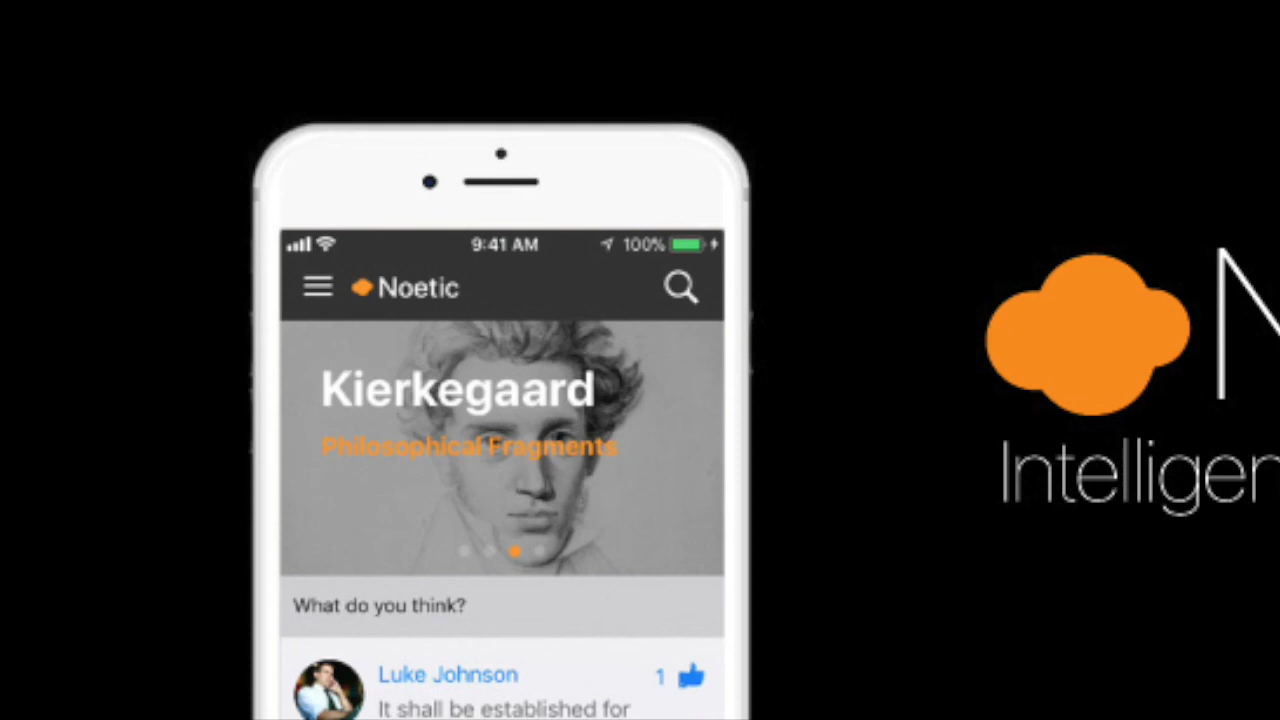 9:41 AM
100%
Noetic
Kierkegaard
Philosophical Fragments
What do you think?
Luke Johnson
1
It shall be established for
N
Intelligen